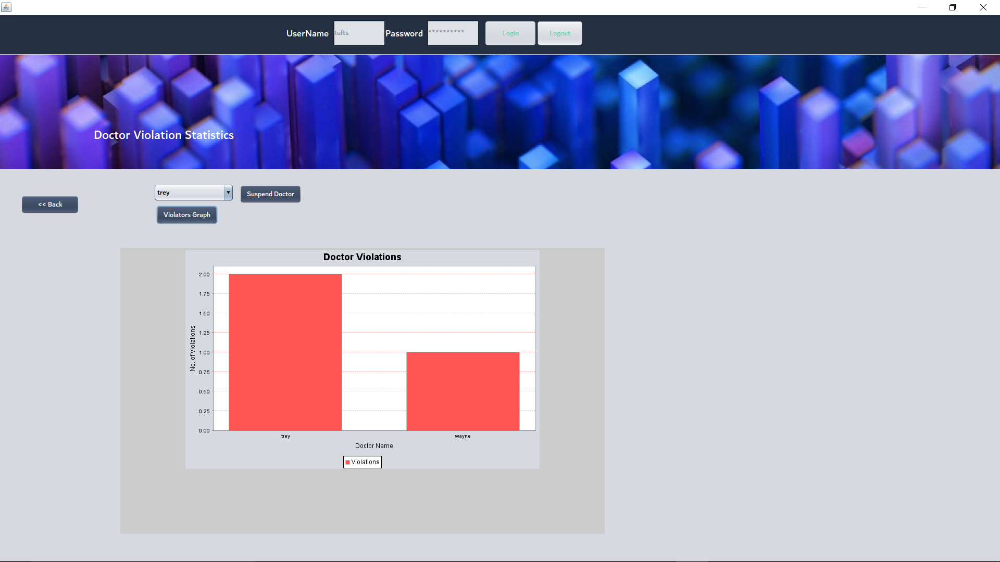 UserName tufts Password ********** Login Logout
Doctor Violation Statistics
trey Suspend Doctor
<< Back
Violators Graph
Doctor Violations
2.00
1.75
1.50
1.25
1.00
0.75
0.50
0.25
0.00
No. of Violations
trey wayne
Doctor Name
Violations